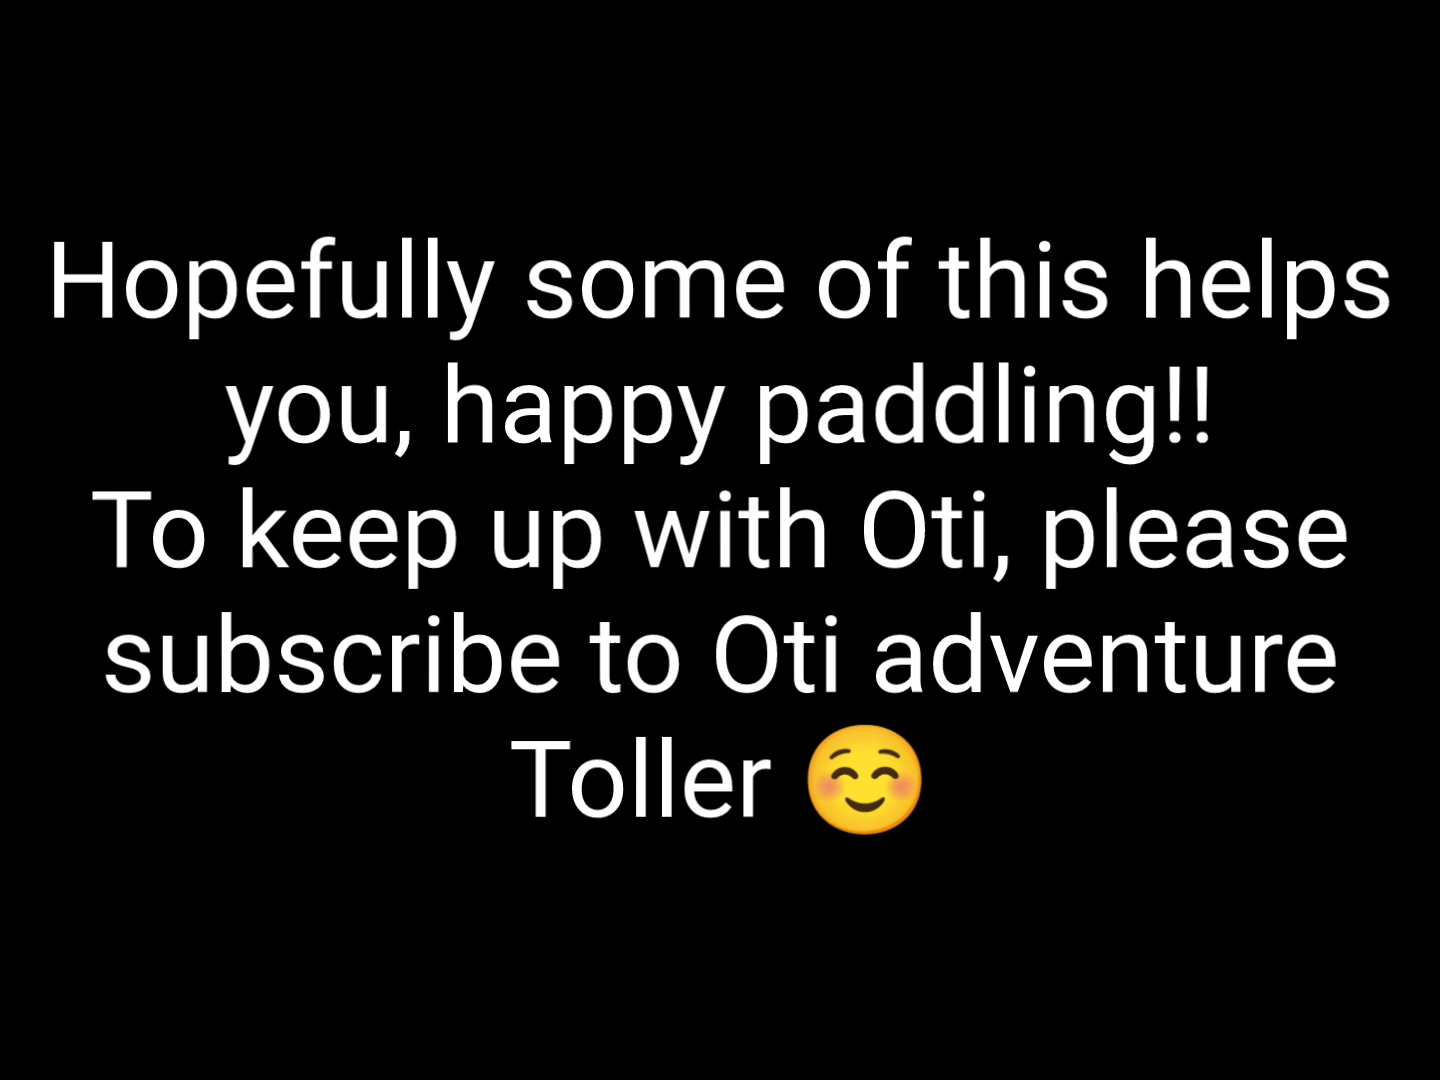 Hopefully some of this helps
you, happy paddling!!
To keep up with Oti, please
subscribe to Oti adventure
Toller ☺️